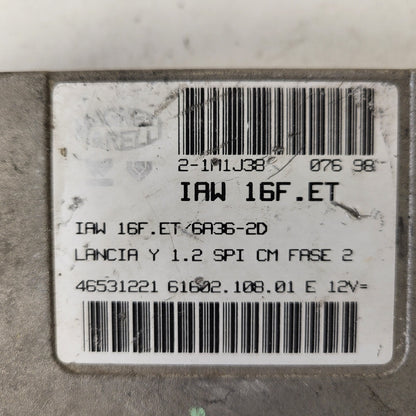 2-1M1J38 076 98
IAW 16F.ET
IAW 16F.ET/6A36-2D
LANCIA Y 1.2 SPI CM FASE 2
46531221 61602.108.01 E 12V=